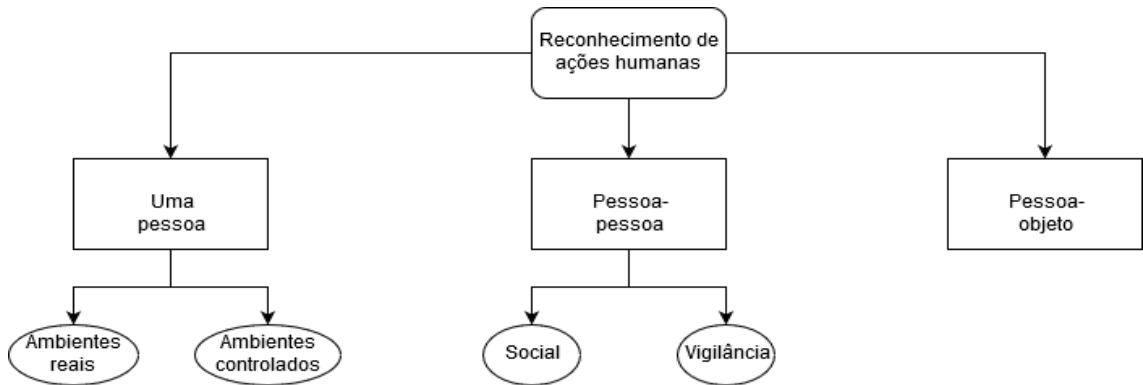 Reconhecimento de
ações humanas
Uma
pessoa
Pessoa-
pessoa
Pessoa-
objeto
Ambientes
reais
Ambientes
controlados
Social
Vigilância